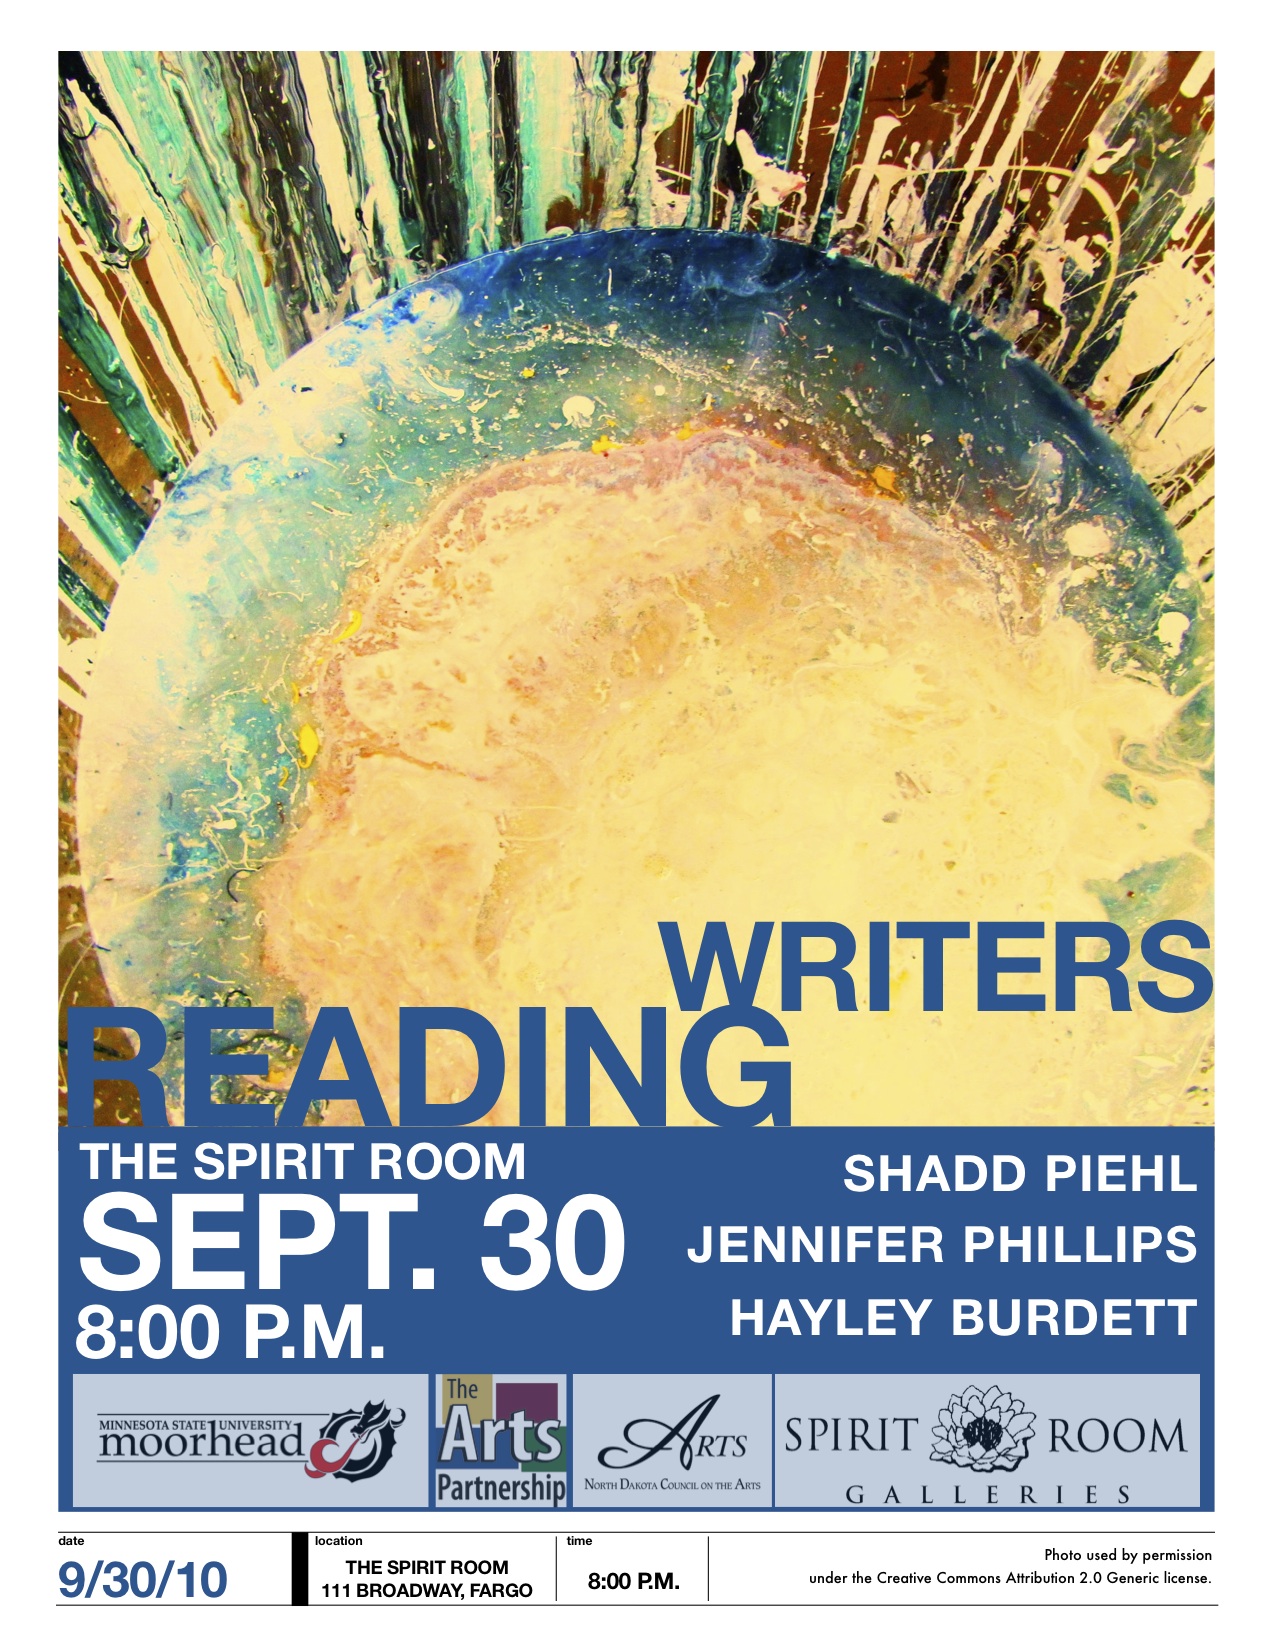 WRITERS
READING
THE SPIRIT ROOM
SEPT. 30
8:00 P.M.
SHADD PIEHL
JENNIFER PHILLIPS
HAYLEY BURDETT
MINNESOTA STATE UNIVERSITY
moorhead
The
Arts
Partnership
ARTS
NORTH DAKOTA COUNCIL ON THE ARTS
SPIRIT ROOM
GALLERIES
date
9/30/10
location
THE SPIRIT ROOM
111 BROADWAY, FARGO
time
8:00 P.M.
Photo used by permission
under the Creative Commons Attribution 2.0 Generic license.